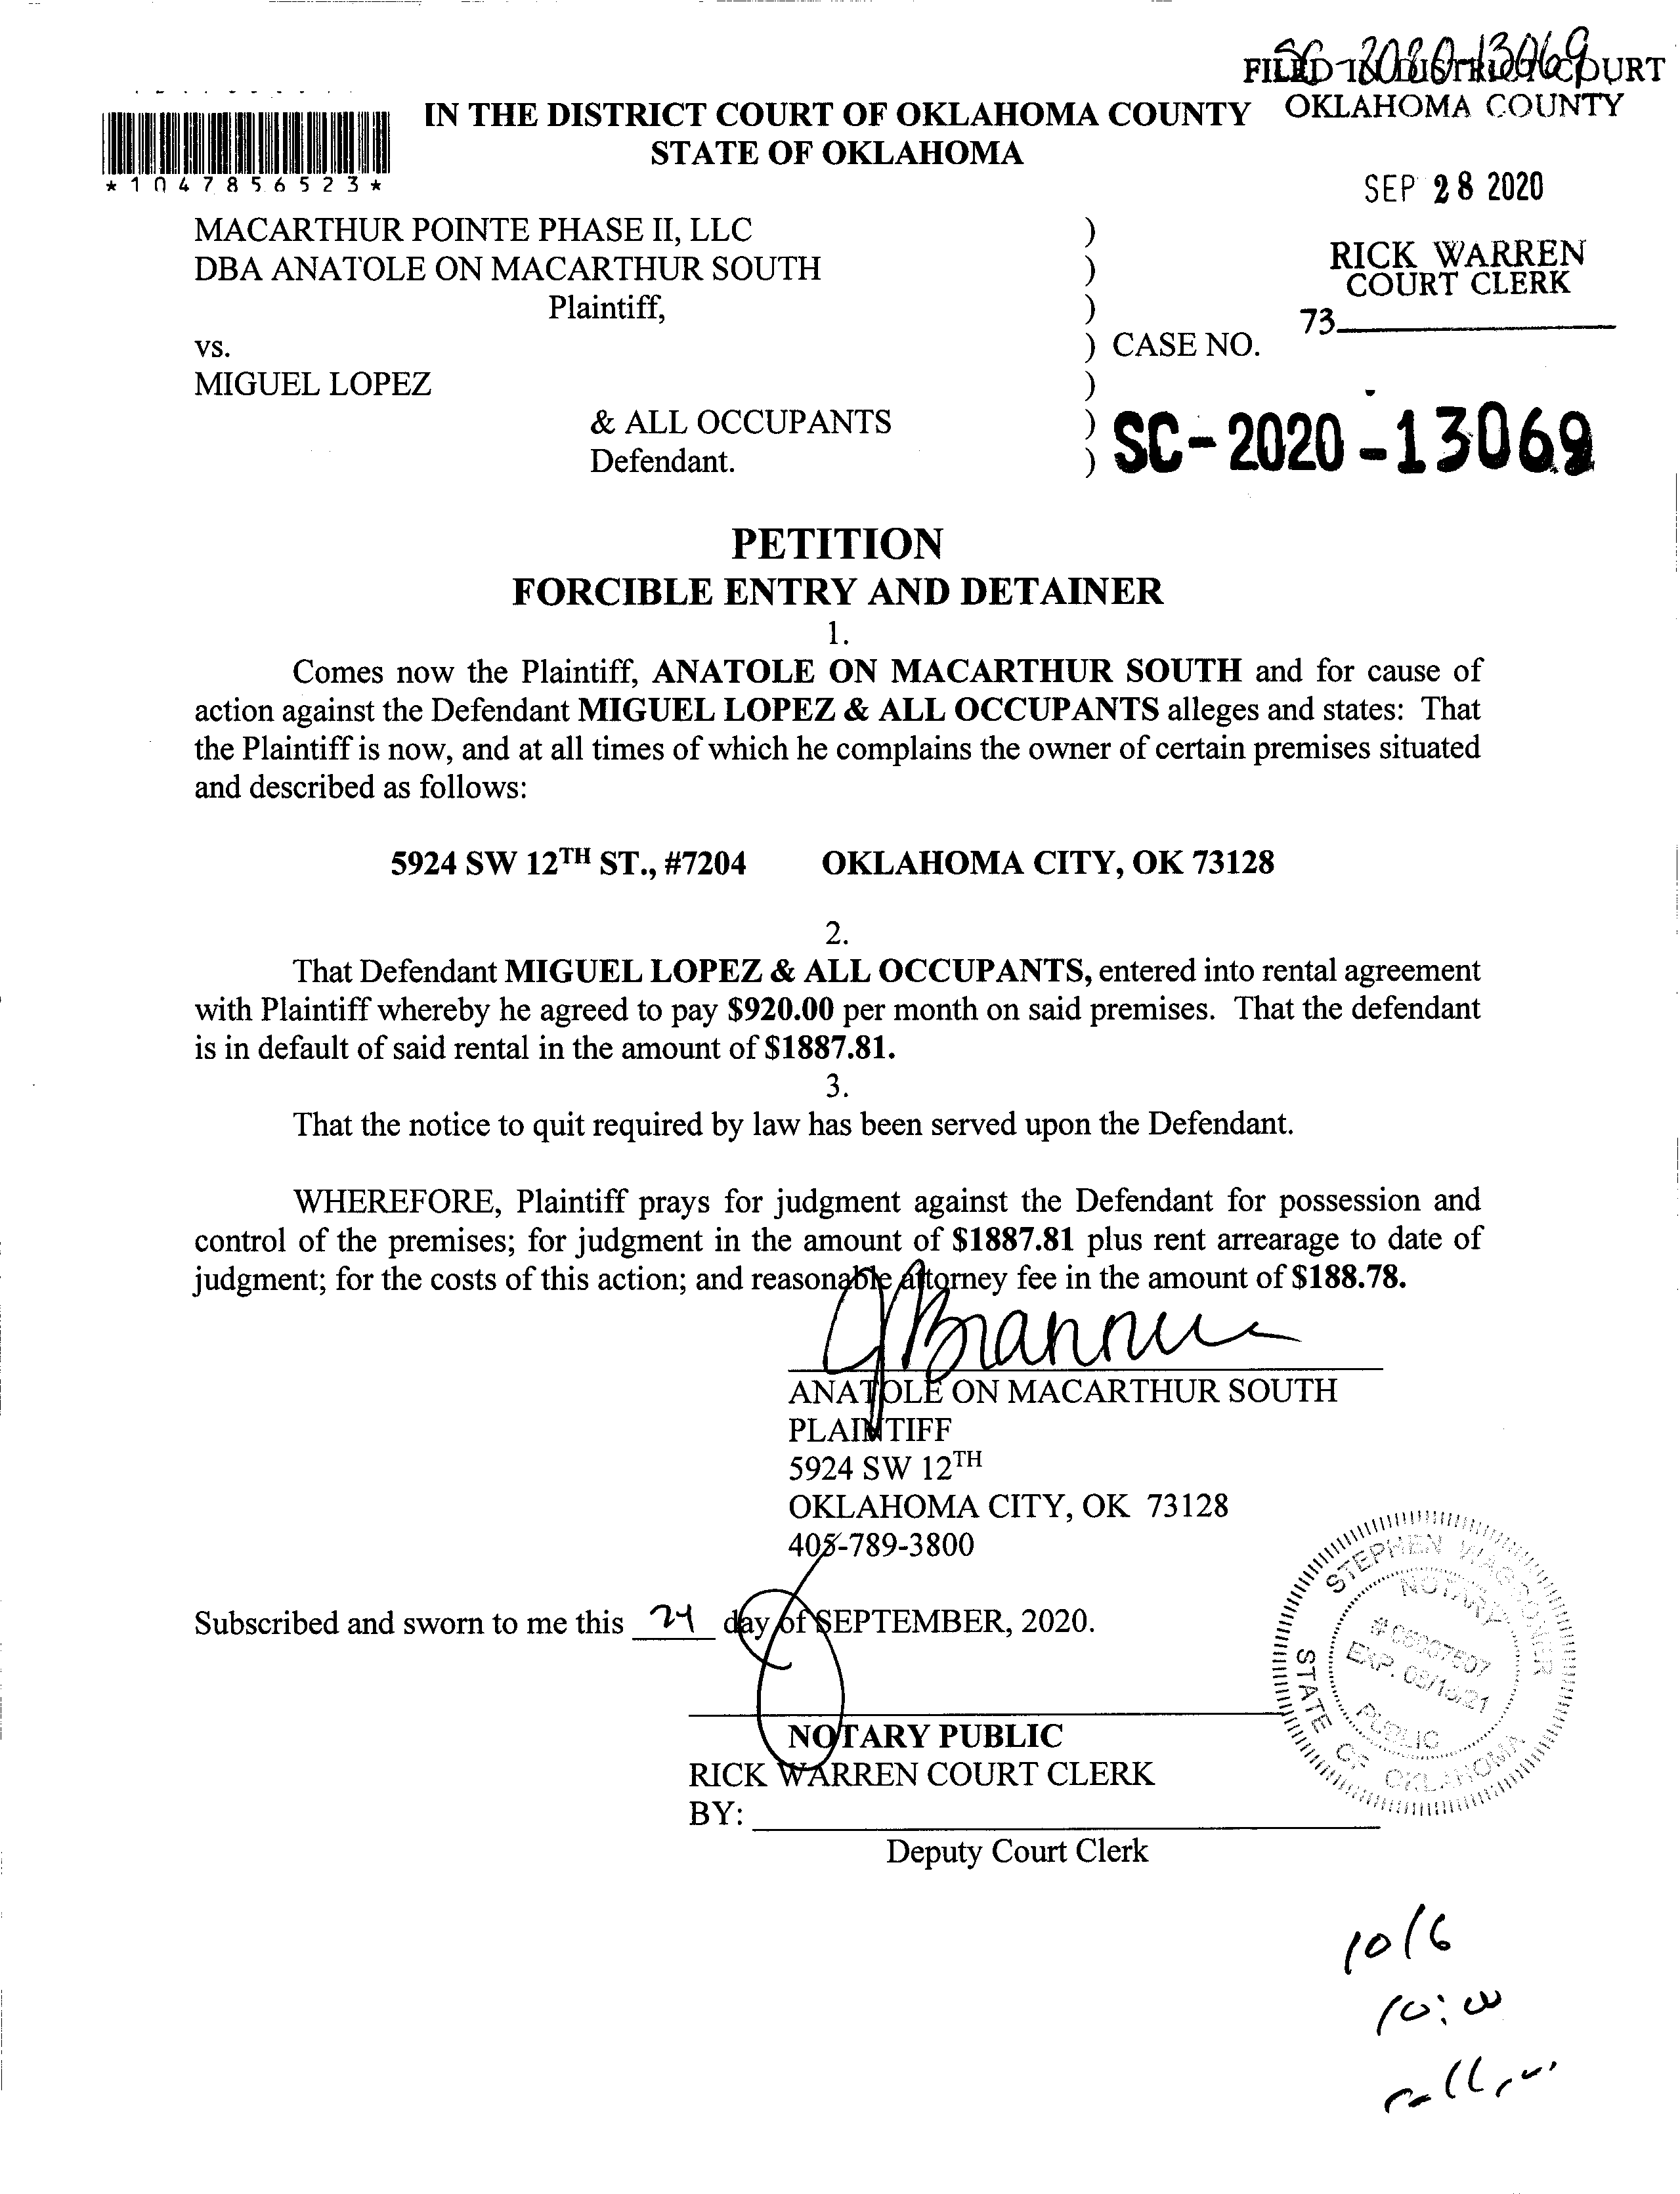 SC-2020-13069
FILED IN DISTRICT COURT
OKLAHOMA COUNTY
IN THE DISTRICT COURT OF OKLAHOMA COUNTY
STATE OF OKLAHOMA
*1047856523*
SEP 28 2020
MACARTHUR POINTE PHASE II, LLC )
DBA ANATOLE ON MACARTHUR SOUTH )
Plaintiff, )
RICK WARREN
COURT CLERK
73
vs. ) CASE NO.
MIGUEL LOPEZ )
& ALL OCCUPANTS )
Defendant. )
SC-2020-13069
PETITION
FORCIBLE ENTRY AND DETAINER
1.
Comes now the Plaintiff, ANATOLE ON MACARTHUR SOUTH and for cause of
action against the Defendant MIGUEL LOPEZ & ALL OCCUPANTS alleges and states: That
the Plaintiff is now, and at all times of which he complains the owner of certain premises situated
and described as follows:
5924 SW 12TH ST., #7204 OKLAHOMA CITY, OK 73128
2.
That Defendant MIGUEL LOPEZ & ALL OCCUPANTS, entered into rental agreement
with Plaintiff whereby he agreed to pay $920.00 per month on said premises. That the defendant
is in default of said rental in the amount of $1887.81.
3.
That the notice to quit required by law has been served upon the Defendant.
WHEREFORE, Plaintiff prays for judgment against the Defendant for possession and
control of the premises; for judgment in the amount of $1887.81 plus rent arrearage to date of
judgment; for the costs of this action; and reasonable attorney fee in the amount of $188.78.
ANATOLE ON MACARTHUR SOUTH
PLAINTIFF
5924 SW 12TH
OKLAHOMA CITY, OK 73128
405-789-3800
Subscribed and sworn to me this 24 day of SEPTEMBER, 2020.
NOTARY PUBLIC
RICK WARREN COURT CLERK
BY:
Deputy Court Clerk
STEPHEN WAGGONER
NOTARY
PUBLIC
STATE OF OKLAHOMA
10/6
10:00